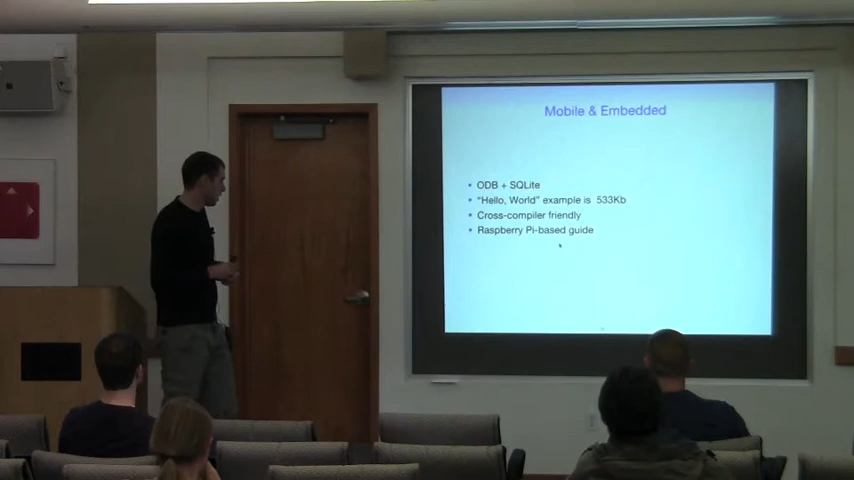 Mobile & Embedded
• ODB + SQLite
• "Hello, World" example is 533Kb
• Cross-compiler friendly
• Raspberry Pi-based guide